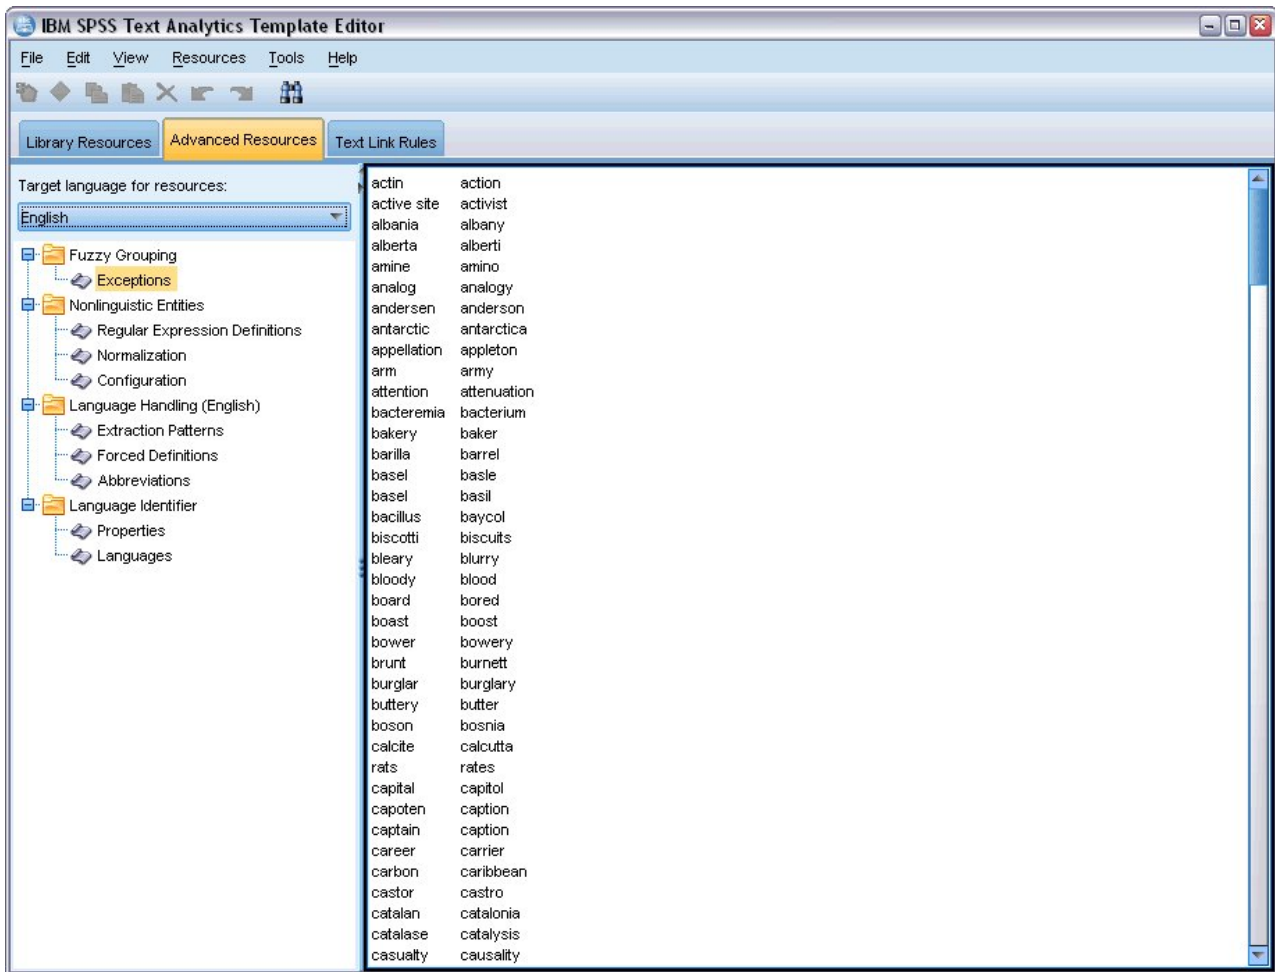 IBM SPSS Text Analytics Template Editor
File Edit View Resources Tools Help
Library Resources Advanced Resources Text Link Rules
Target language for resources:
English
Fuzzy Grouping
Exceptions
Nonlinguistic Entities
Regular Expression Definitions
Normalization
Configuration
Language Handling (English)
Extraction Patterns
Forced Definitions
Abbreviations
Language Identifier
Properties
Languages
actin action
active site activist
albania albany
alberta alberti
amine amino
analog analogy
andersen anderson
antarctic antarctica
appellation appleton
arm army
attention attenuation
bacteremia bacterium
bakery baker
barilla barrel
basel basle
basel basil
bacillus baycol
biscotti biscuits
bleary blurry
bloody blood
board bored
boast boost
bower bowery
brunt burnett
burglar burglary
buttery butter
boson bosnia
calcite calcutta
rats rates
capital capitol
capoten caption
captain caption
career carrier
carbon caribbean
castor castro
catalan catalonia
catalase catalysis
casualty causality